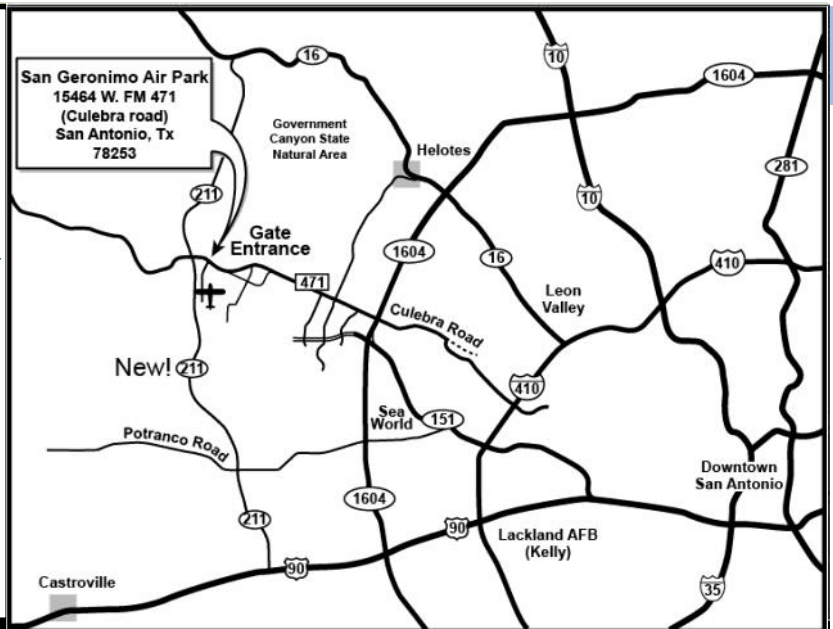 San Geronimo Air Park
15464 W. FM 471
(Culebra road)
San Antonio, Tx
78253
16
10
1604
Government
Canyon State
Natural Area
Helotes
281
211
10
Gate
Entrance
1604
16
410
471
Leon
Valley
Culebra Road
New!
211
410
Sea
World
151
Potranco Road
Downtown
San Antonio
1604
211
90
Lackland AFB
(Kelly)
90
Castroville
35